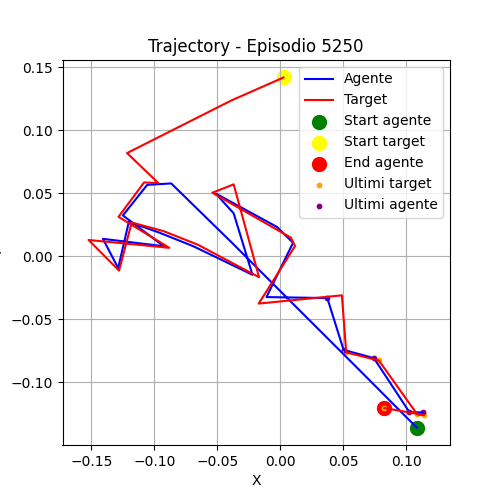 Trajectory - Episodio 5250
Agente
Target
Start agente
Start target
End agente
Ultimi target
Ultimi agente
0.15
0.10
0.05
0.00
−0.05
−0.10
−0.15
−0.10
−0.05
0.00
0.05
0.10
X